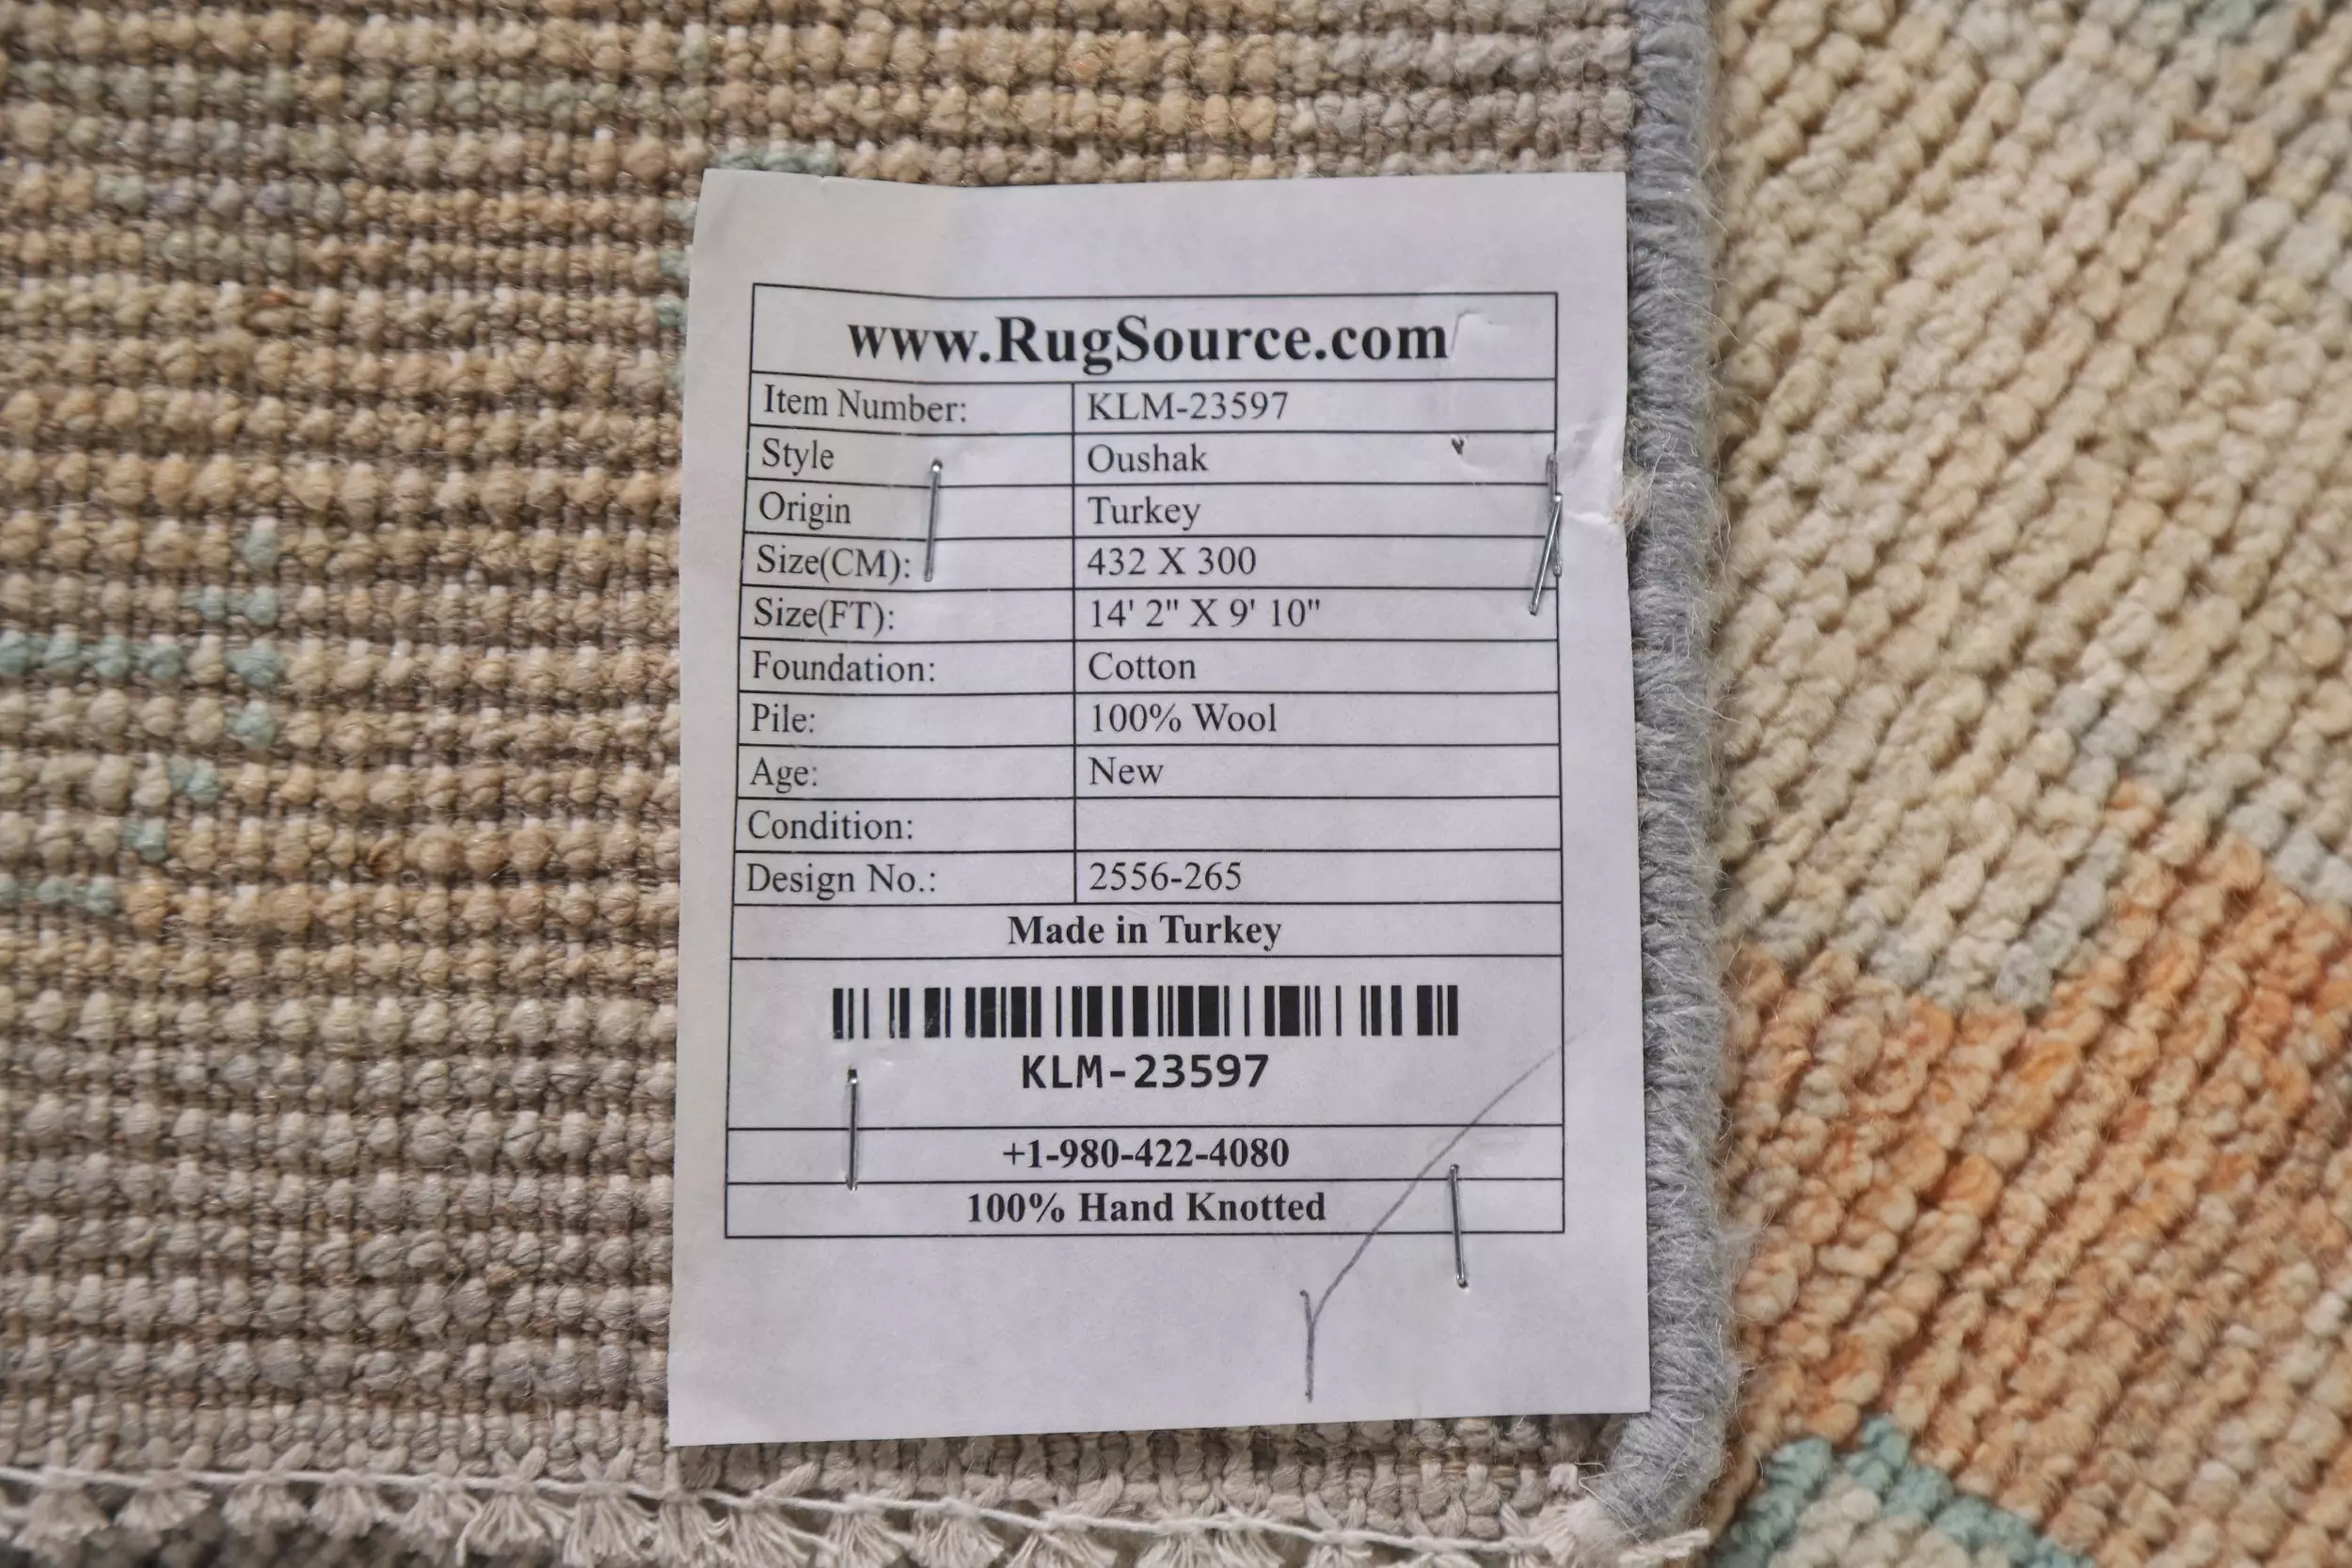 www.RugSource.com
Item Number: KLM-23597
Style Oushak
Origin Turkey
Size(CM): 432 X 300
Size(FT): 14' 2" X 9' 10"
Foundation: Cotton
Pile: 100% Wool
Age: New
Condition:
Design No.: 2556-265
Made in Turkey
KLM-23597
+1-980-422-4080
100% Hand Knotted